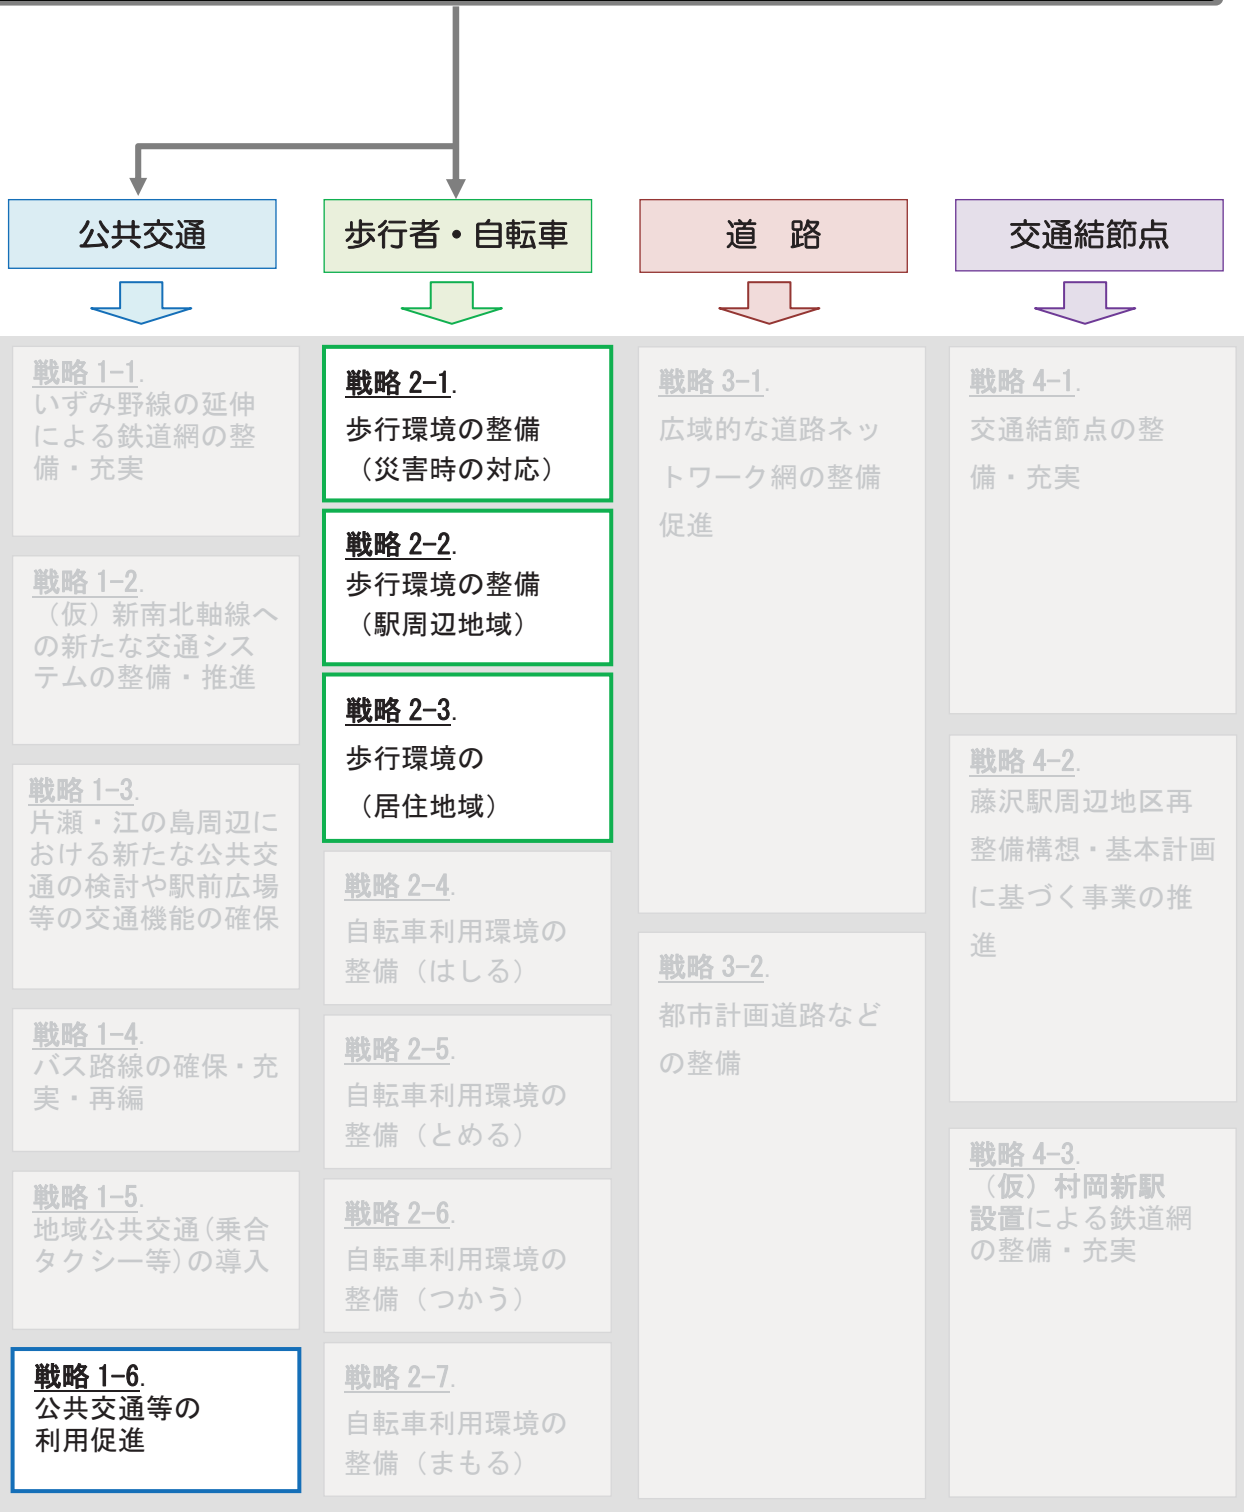 公共交通
歩行者・自転車
道　路
交通結節点
戦略 1-1.
いずみ野線の延伸
による鉄道網の整
備・充実
戦略 1-2.
（仮）新南北軸線へ
の新たな交通シス
テムの整備・推進
戦略 1-3.
片瀬・江の島周辺に
おける新たな公共交
通の検討や駅前広場
等の交通機能の確保
戦略 1-4.
バス路線の確保・充
実・再編
戦略 1-5.
地域公共交通(乗合
タクシー等)の導入
戦略 1-6.
公共交通等の
利用促進
戦略 2-1.
歩行環境の整備
（災害時の対応）
戦略 2-2.
歩行環境の整備
（駅周辺地域）
戦略 2-3.
歩行環境の
（居住地域）
戦略 2-4.
自転車利用環境の
整備（はしる）
戦略 2-5.
自転車利用環境の
整備（とめる）
戦略 2-6.
自転車利用環境の
整備（つかう）
戦略 2-7.
自転車利用環境の
整備（まもる）
戦略 3-1.
広域的な道路ネッ
トワーク網の整備
促進
戦略 3-2.
都市計画道路など
の整備
戦略 4-1.
交通結節点の整
備・充実
戦略 4-2.
藤沢駅周辺地区再
整備構想・基本計画
に基づく事業の推
進
戦略 4-3.
（仮）村岡新駅
設置による鉄道網
の整備・充実